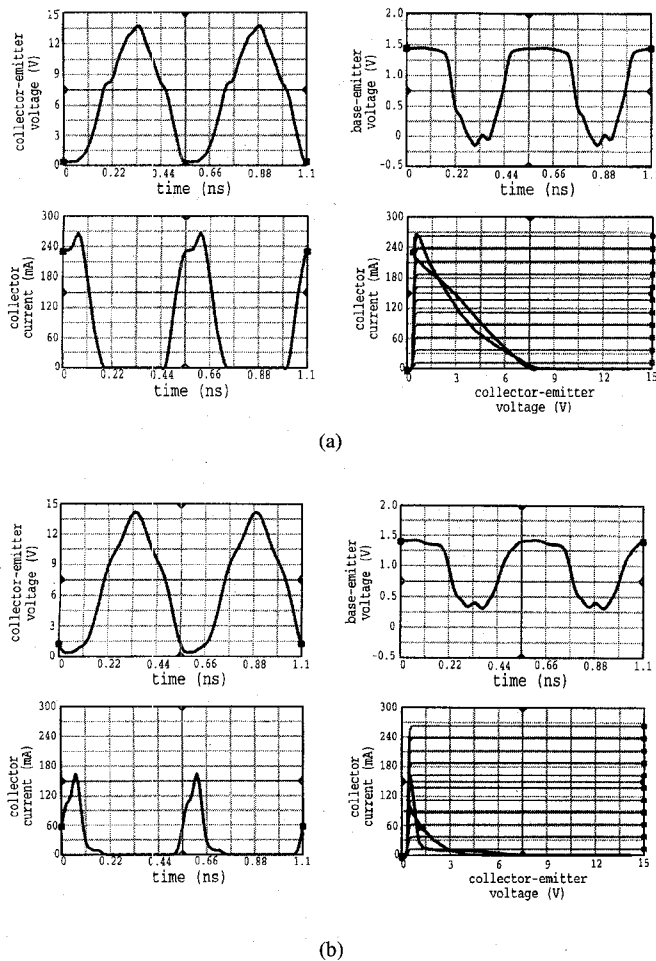 collector-emitter
voltage (V)
15
12
9
6
3
0
0 0.22 0.44 0.66 0.88 1.1
time (ns)
base-emitter
voltage (V)
2.0
1.5
1.0
0.5
0
-0.5
0 0.22 0.44 0.66 0.88 1.1
time (ns)
collector
current (mA)
300
240
180
120
60
0
0.22 0.44 0.66 0.88 1.1
time (ns)
collector
current (mA)
300
240
180
120
60
0
3 6 9 12 15
collector-emitter
voltage (V)
(a)
collector-emitter
voltage (V)
15
12
9
6
3
0
0 0.22 0.44 0.66 0.88 1.1
time (ns)
base-emitter
voltage (V)
2.0
1.5
1.0
0.5
0
-0.5
0 0.22 0.44 0.66 0.88 1.1
time (ns)
collector
current (mA)
300
240
180
120
60
0
0 0.22 0.44 0.66 0.88 1.1
time (ns)
collector
current (mA)
300
240
180
120
60
0
0 3 6 9 12 15
collector-emitter
voltage (V)
(b)